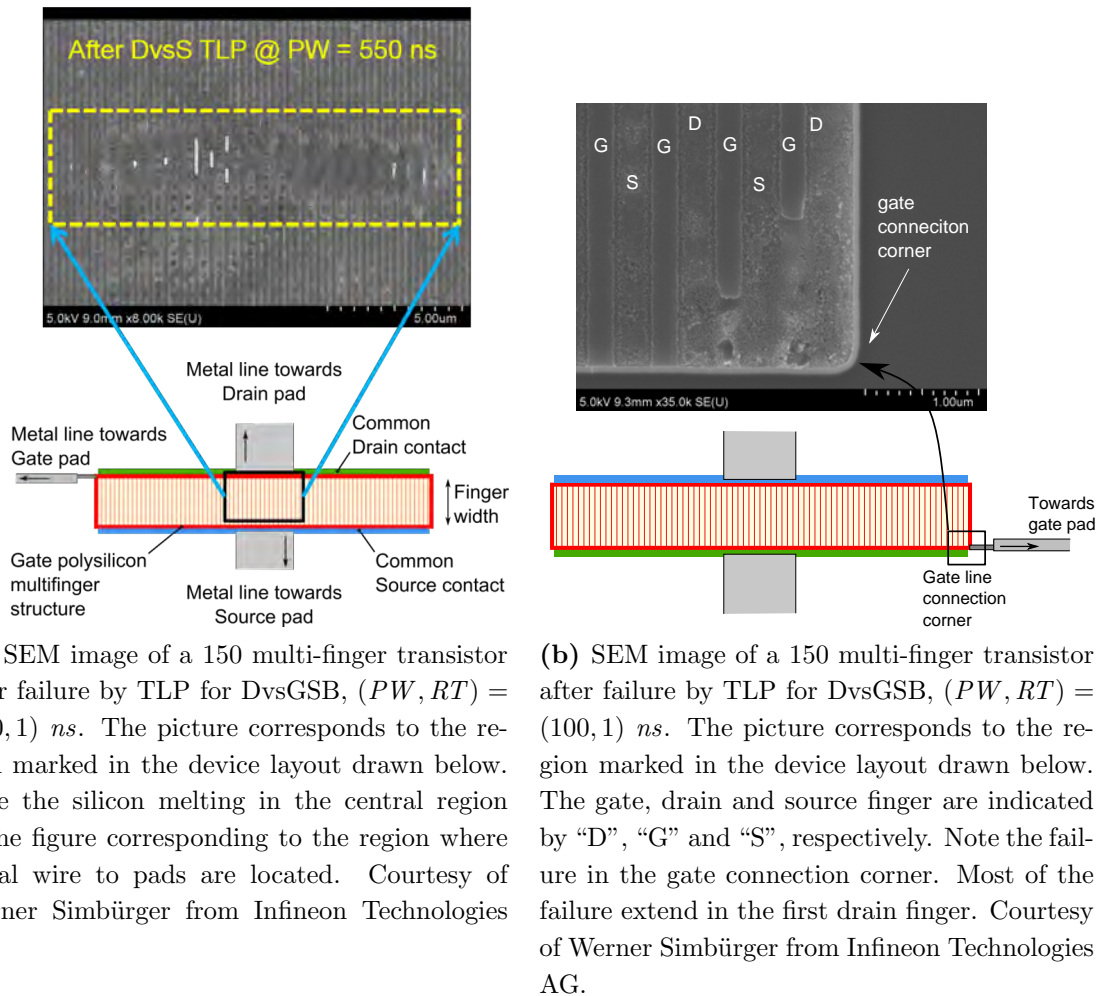 After DvsS TLP @ PW = 550 ns
5.0kV 9.0mm x8.00k SE(U)
5.00um
Metal line towards
Drain pad
Metal line towards
Gate pad
Common
Drain contact
Finger
width
Gate polysilicon
multifinger
structure
Metal line towards
Source pad
Common
Source contact
SEM image of a 150 multi-finger transistor
failure by TLP for DvsGSB, (PW, RT) =
, 1) ns. The picture corresponds to the re-
marked in the device layout drawn below.
the silicon melting in the central region
figure corresponding to the region where
wire to pads are located. Courtesy of
Simbürger from Infineon Technologies
D
D
G
G
G
G
S
S
gate
conneciton
corner
5.0kV 9.3mm x35.0k SE(U)
1.00um
Towards
gate pad
Gate line
connection
corner
(b) SEM image of a 150 multi-finger transistor
after failure by TLP for DvsGSB, (PW, RT) =
(100, 1) ns. The picture corresponds to the re-
gion marked in the device layout drawn below.
The gate, drain and source finger are indicated
by “D”, “G” and “S”, respectively. Note the fail-
ure in the gate connection corner. Most of the
failure extend in the first drain finger. Courtesy
of Werner Simbürger from Infineon Technologies
AG.